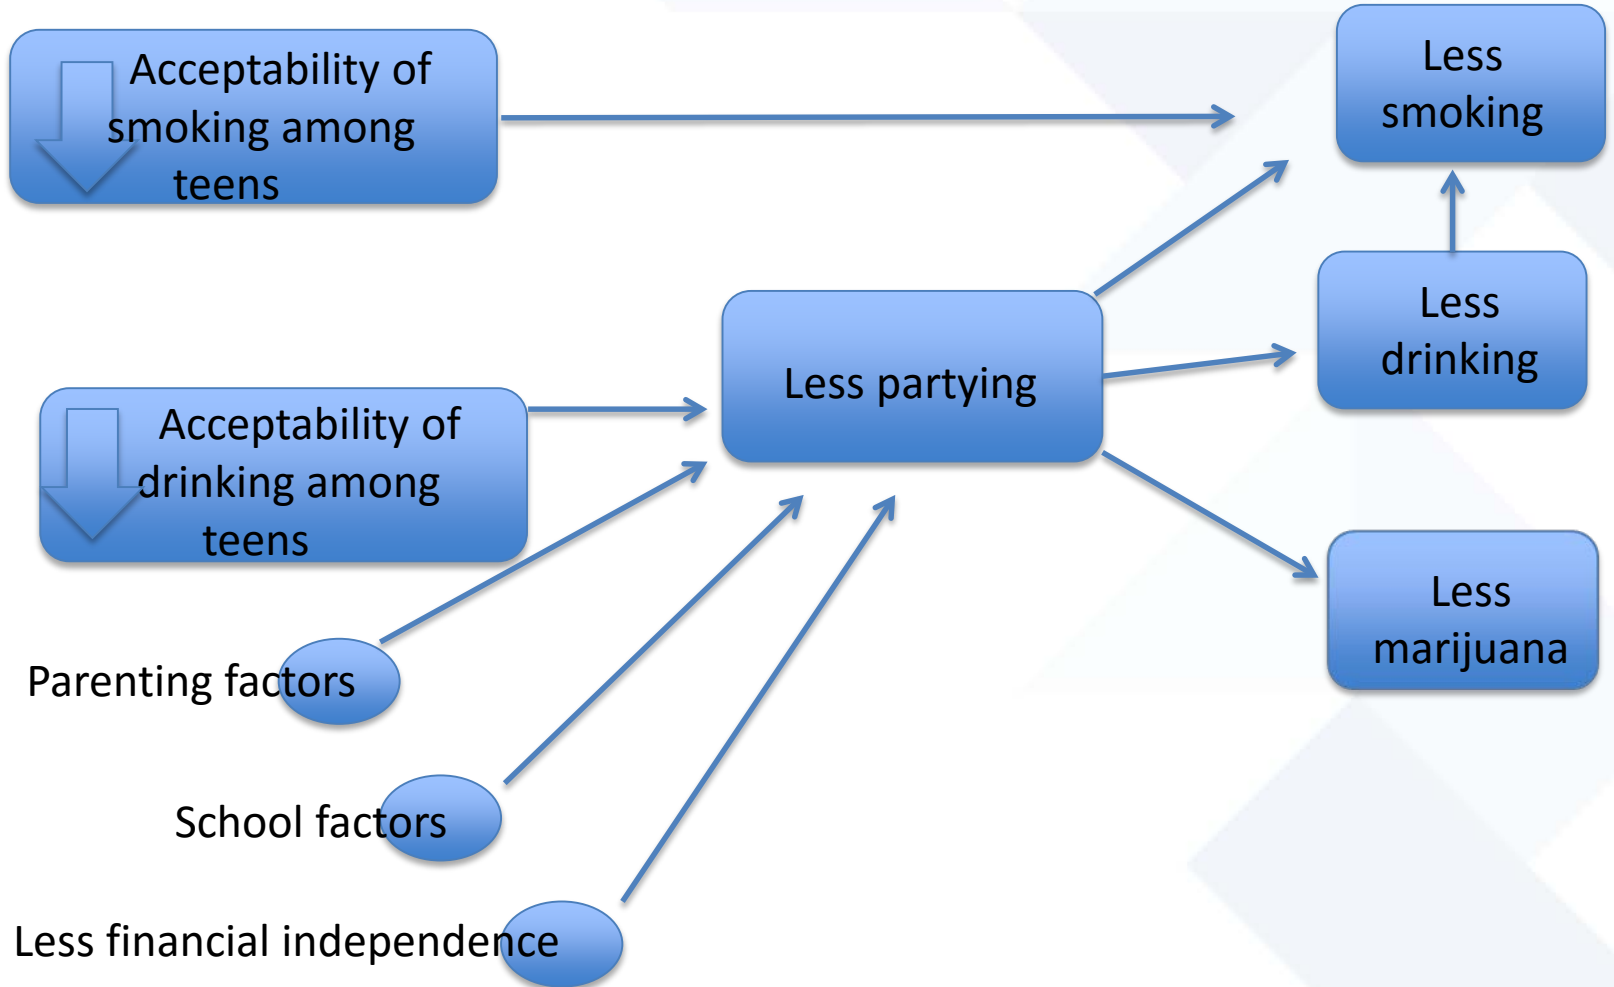 Acceptability of
smoking among
teens
Less
smoking
Less
drinking
Less partying
Acceptability of
drinking among
teens
Less
marijuana
Parenting factors
School factors
Less financial independence